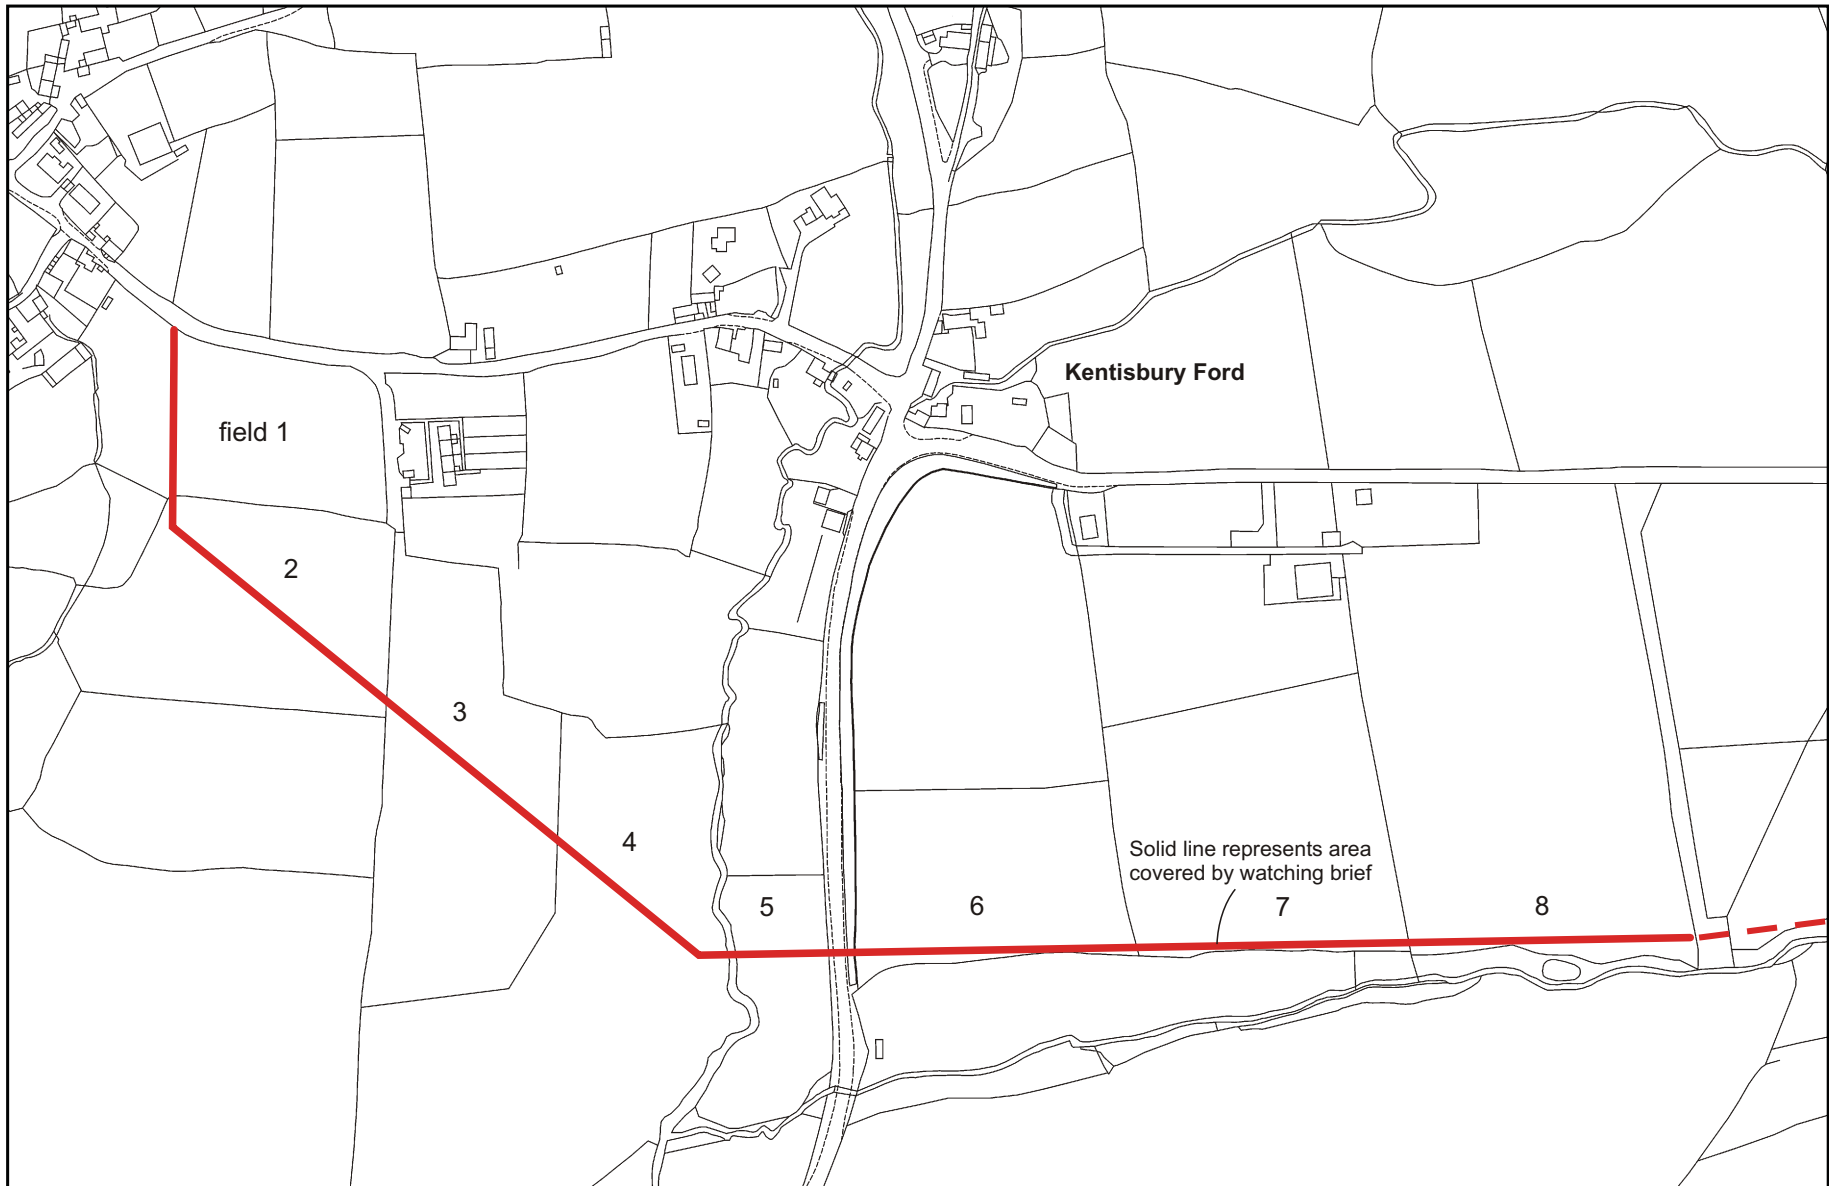 Kentisbury Ford
field 1
2
3
4
Solid line represents area
covered by watching brief
5
6
7
8